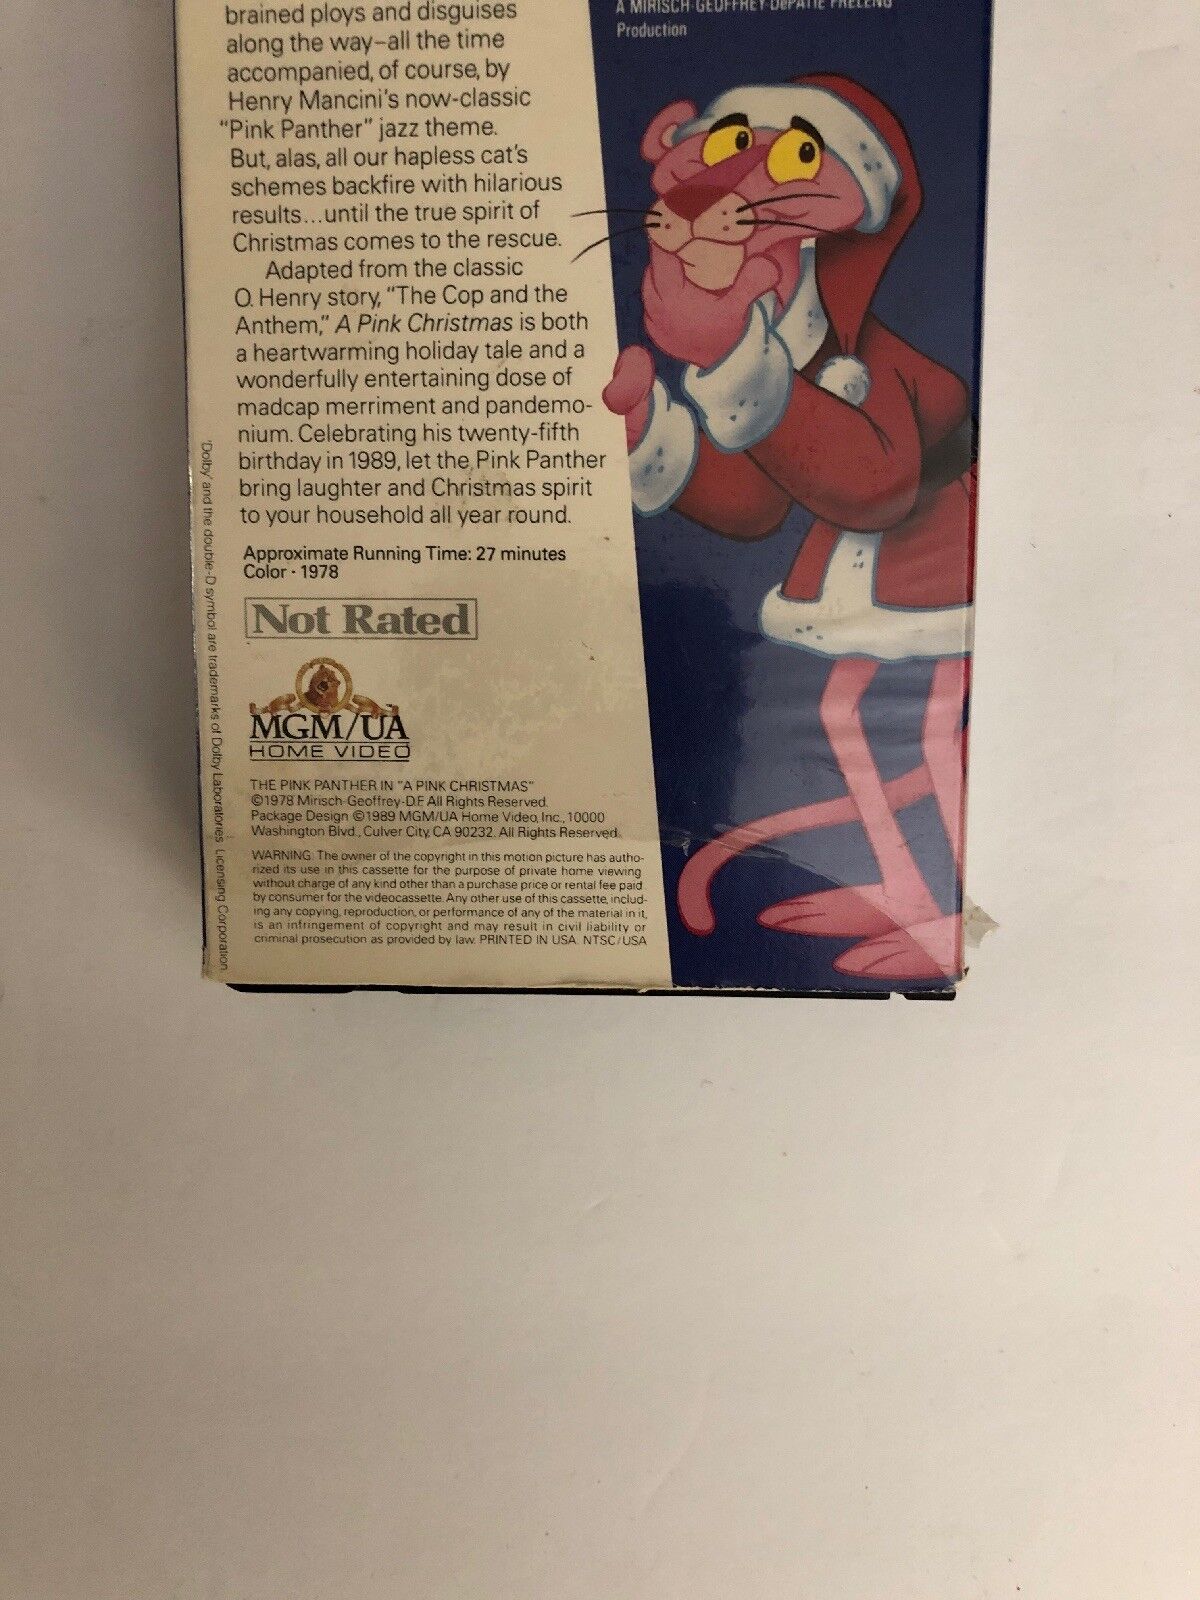 brained ploys and disguises
along the way–all the time
accompanied, of course, by
Henry Mancini's now-classic
"Pink Panther" jazz theme.
But, alas, all our hapless cat's
schemes backfire with hilarious
results...until the true spirit of
Christmas comes to the rescue.
Adapted from the classic
O. Henry story, "The Cop and the
Anthem," A Pink Christmas is both
a heartwarming holiday tale and a
wonderfully entertaining dose of
madcap merriment and pandemo-
nium. Celebrating his twenty-fifth
birthday in 1989, let the Pink Panther
bring laughter and Christmas spirit
to your household all year round.
Approximate Running Time: 27 minutes
Color · 1978
Not Rated
MGM/UA
HOME VIDEO
THE PINK PANTHER IN "A PINK CHRISTMAS"
©1978 Mirisch-Geoffrey-D.F. All Rights Reserved.
Package Design ©1989 MGM/UA Home Video, Inc., 10000
Washington Blvd., Culver City, CA 90232. All Rights Reserved.
WARNING: The owner of the copyright in this motion picture has autho-
rized its use in this cassette for the purpose of private home viewing
without charge of any kind other than a purchase price or rental fee paid
by consumer for the videocassette. Any other use of this cassette, includ-
ing any copying, reproduction, or performance of any of the material in it,
is an infringement of copyright and may result in civil liability or
criminal prosecution as provided by law. PRINTED IN USA. NTSC/USA
A MIRISCH-GEOFFREY-DePATIE FRELENG
Production
'Dolby' and the double-D symbol are trademarks of Dolby Laboratories Licensing Corporation.